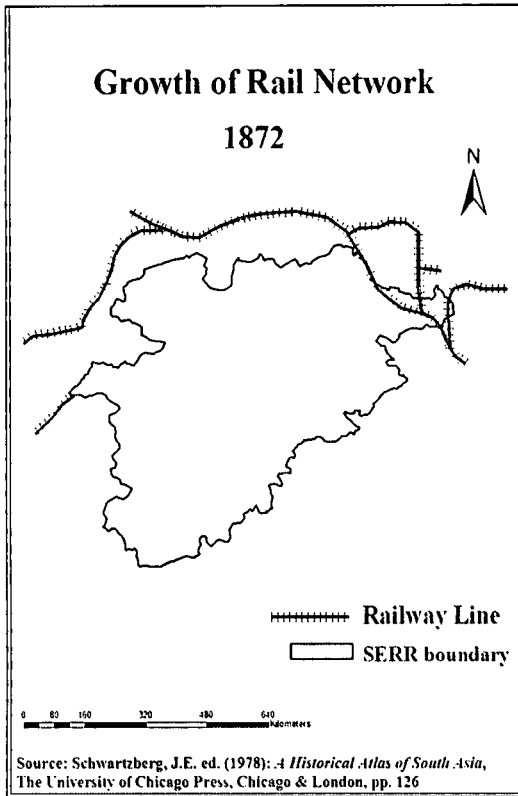 Growth of Rail Network
1872
N
Railway Line
SERR boundary
0 80 160 320 480 640
Kilometers
Source: Schwartzberg, J.E. ed. (1978): A Historical Atlas of South Asia,
The University of Chicago Press, Chicago & London, pp. 126